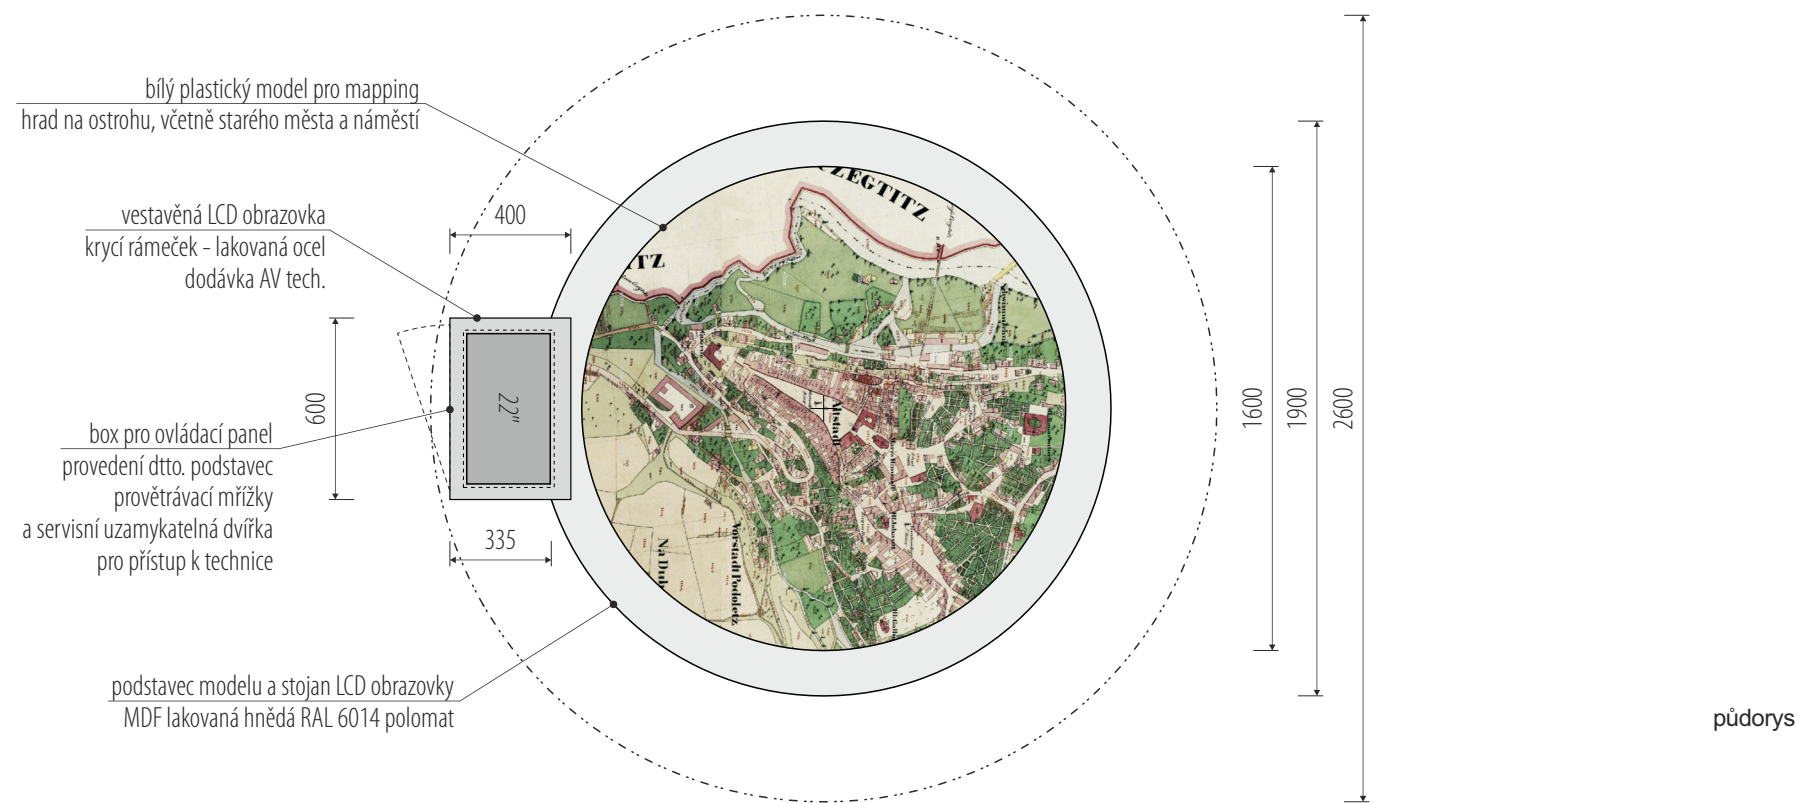 bílý plastický model pro mapping
hrad na ostrohu, včetně starého města a náměstí
vestavěná LCD obrazovka
krycí rámeček - lakovaná ocel
dodávka AV tech.
400
600
22"
335
box pro ovládací panel
provedení dtto. podstavec
provětrávací mřížky
a servisní uzamykatelná dvířka
pro přístup k technice
podstavec modelu a stojan LCD obrazovky
MDF lakovaná hnědá RAL 6014 polomat
ZEGTITZ
ITZ
Altstadt
Vorstadt Podoletz
Na Dub
1600
1900
2600
půdorys